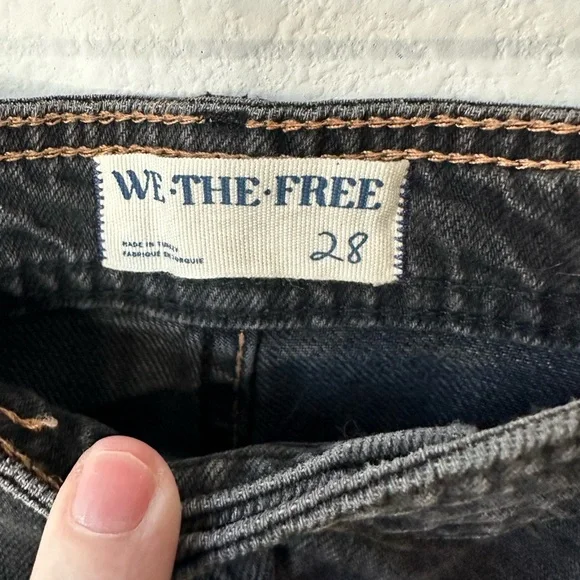 WE·THE·FREE
28
MADE IN TURKEY
FABRIQUÉ EN TURQUIE